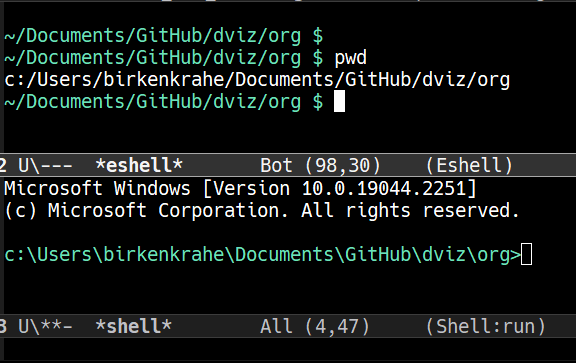 ~/Documents/GitHub/dviz/org $
~/Documents/GitHub/dviz/org $ pwd
c:/Users/birkenkrahe/Documents/GitHub/dviz/org
~/Documents/GitHub/dviz/org $
2 U\--- *eshell* Bot (98,30) (Eshell)
Microsoft Windows [Version 10.0.19044.2251]
(c) Microsoft Corporation. All rights reserved.
c:\Users\birkenkrahe\Documents\GitHub\dviz\org>
3 U\**- *shell* All (4,47) (Shell:run)